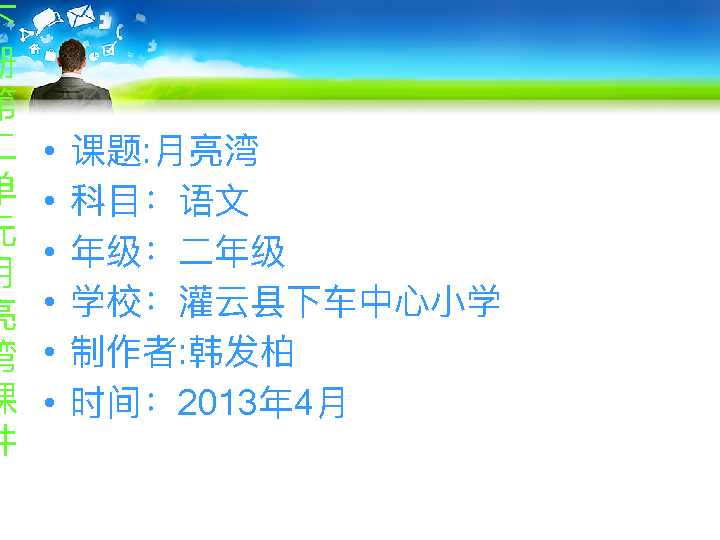 课题:月亮湾
科目：语文
年级：二年级
学校：灌云县下车中心小学
制作者:韩发柏
时间：2013年4月
册第二单元月亮湾课件